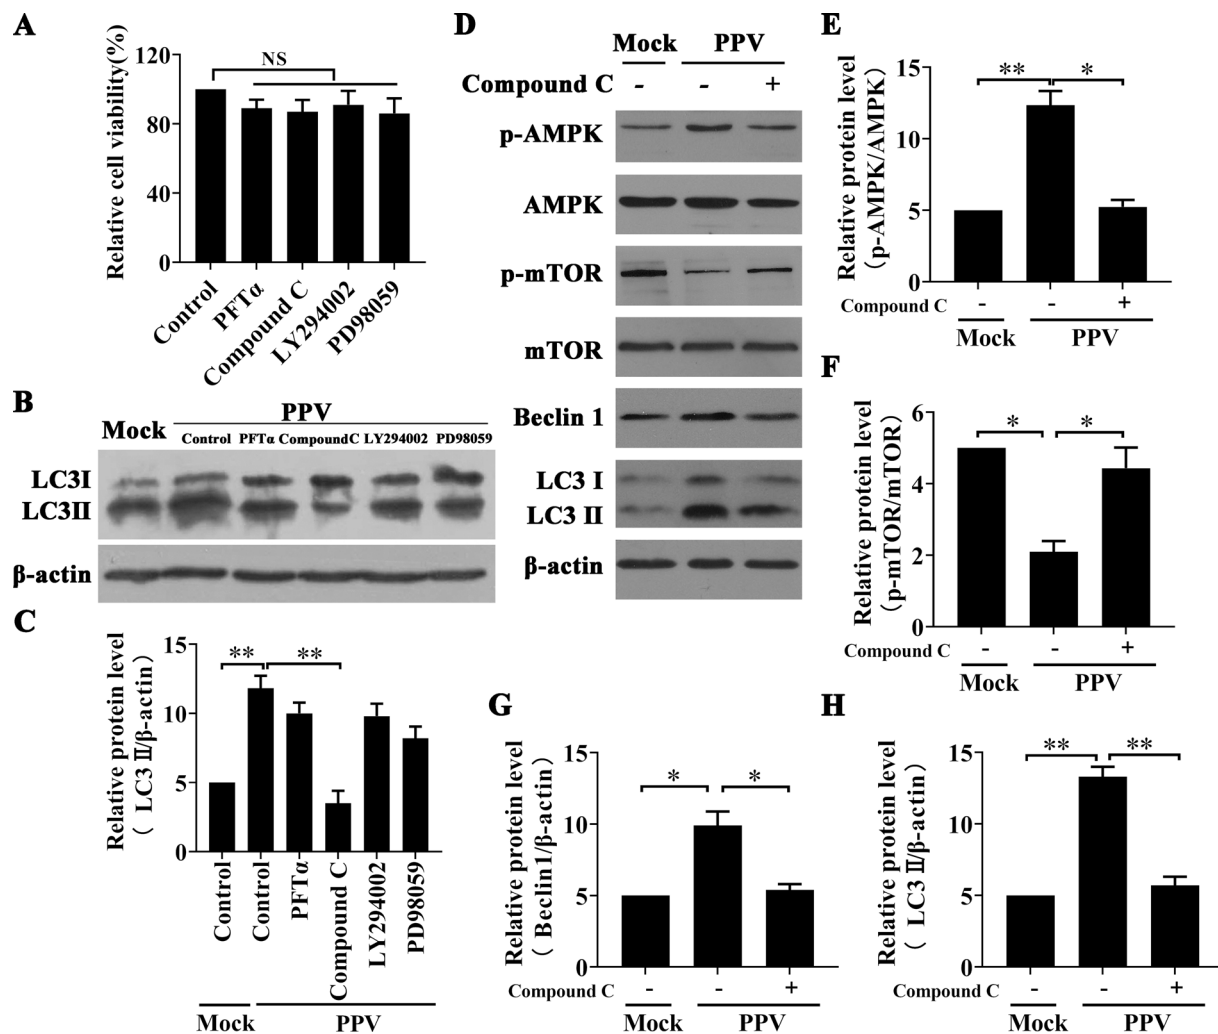 A
Relative cell viability(%)
120
80
40
0
NS
Control
PFTα
Compound C
LY294002
PD98059
B
PPV
Mock
Control PFTα CompoundC LY294002 PD98059
LC3I
LC3Ⅱ
β-actin
C
Relative protein level
( LC3 Ⅱ/β-actin )
15
10
5
0
** **
Control
Control
PFTα
Compound C
LY294002
PD98059
Mock PPV
D
Mock PPV
Compound C - - +
p-AMPK
AMPK
p-mTOR
mTOR
Beclin 1
LC3 I
LC3 II
β-actin
E
Relative protein level
(p-AMPK/AMPK)
15
10
5
0
** *
Compound C - - +
Mock PPV
F
Relative protein level
(p-mTOR/mTOR)
6
4
2
0
* *
Compound C - - +
Mock PPV
G
Relative protein level
( Beclin1/β-actin )
15
10
5
0
* *
Compound C - - +
Mock PPV
H
Relative protein level
( LC3 Ⅱ/β-actin )
15
10
5
0
** **
Compound C - - +
Mock PPV